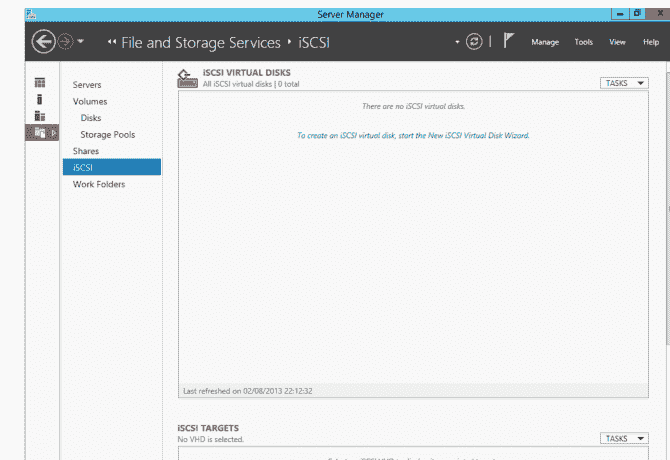 Server Manager
File and Storage Services iSCSI
Manage Tools View Help
Servers
Volumes
Disks
Storage Pools
Shares
iSCSI
Work Folders
iSCSI VIRTUAL DISKS
All iSCSI virtual disks | 0 total
TASKS
There are no iSCSI virtual disks.
To create an iSCSI virtual disk, start the New iSCSI Virtual Disk Wizard.
Last refreshed on 02/08/2013 22:12:32
iSCSI TARGETS
No VHD is selected.
TASKS